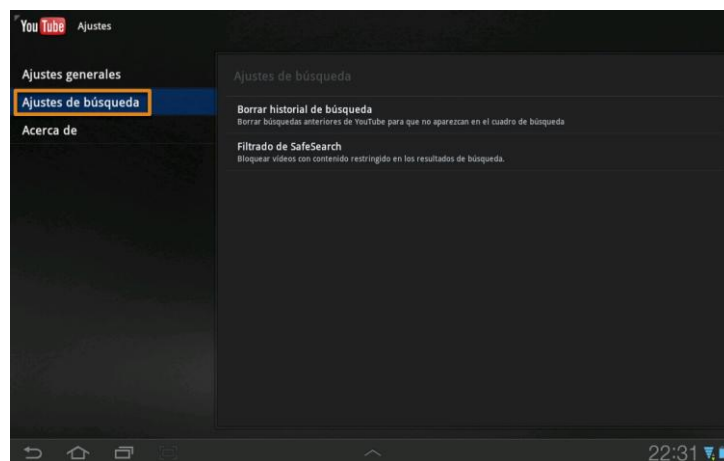 YouTube Ajustes
Ajustes generales
Ajustes de búsqueda
Acerca de
Ajustes de búsqueda
Borrar historial de búsqueda
Borrar búsquedas anteriores de YouTube para que no aparezcan en el cuadro de búsqueda
Filtrado de SafeSearch
Bloquear vídeos con contenido restringido en los resultados de búsqueda.
22:31